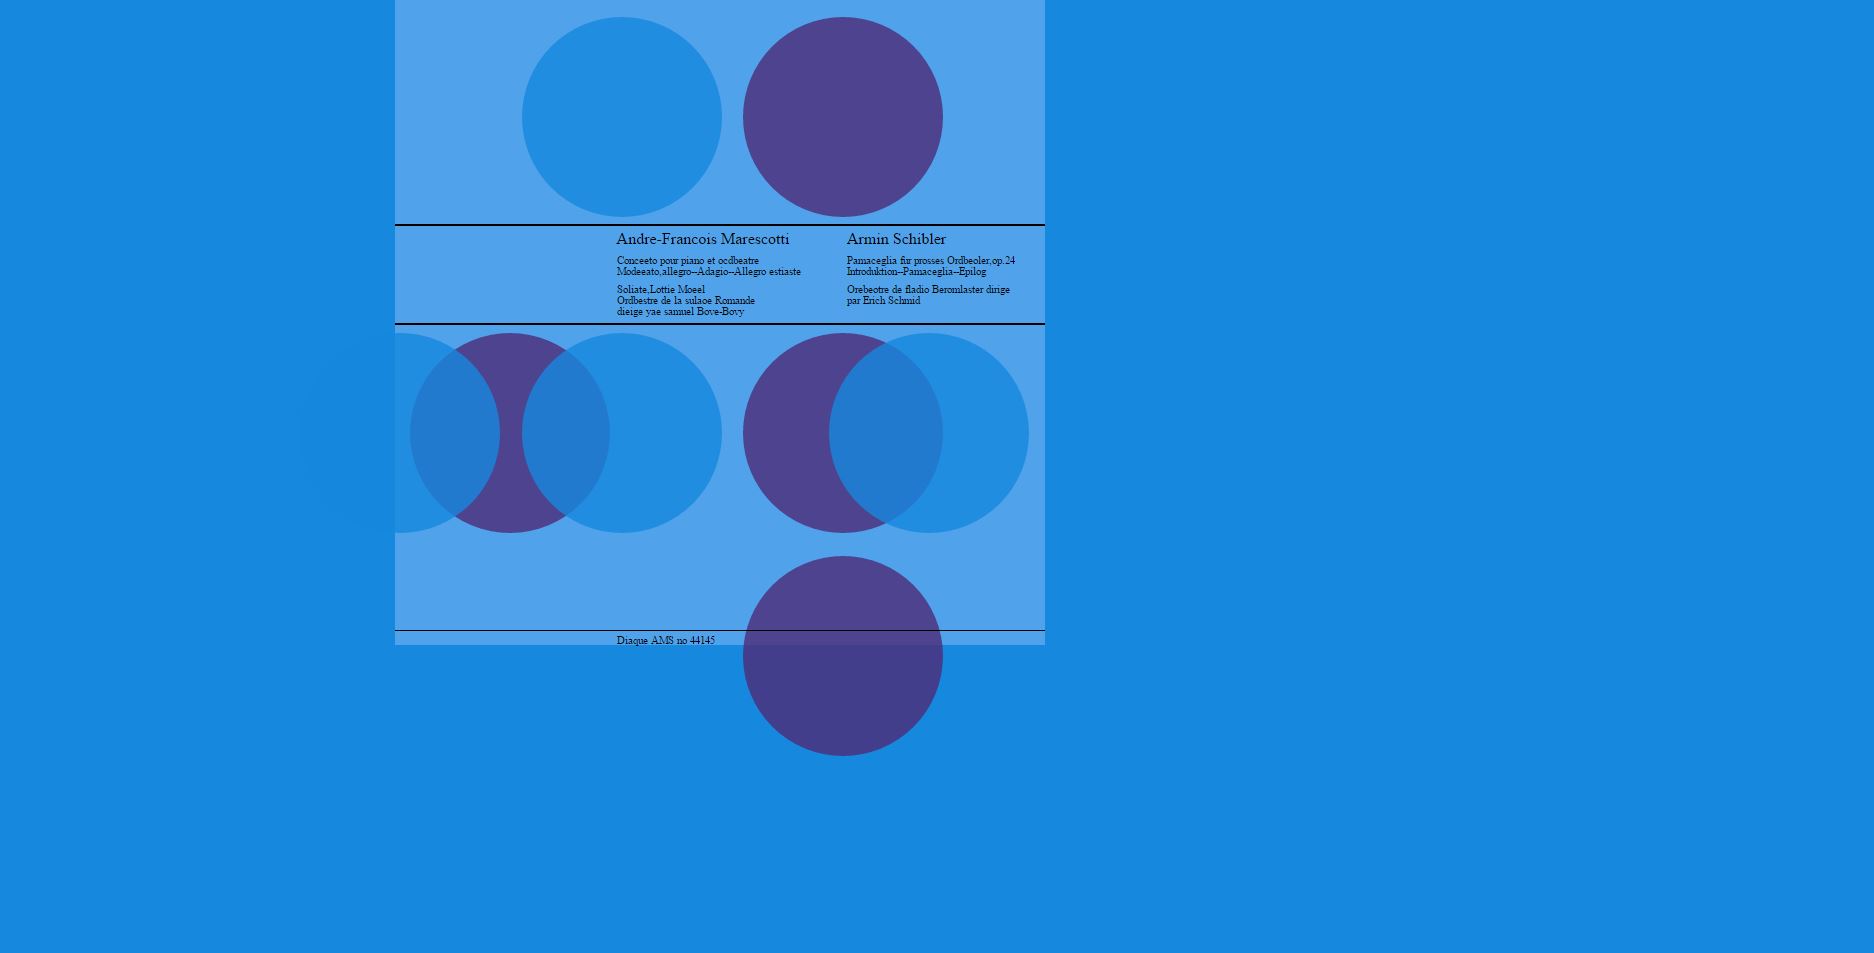 Andre-Francois Marescotti
Conceeto pour piano et ocdbeatre
Modeeato,allegro--Adagio--Allegro estiaste
Soliate,Lottie Moeel
Ordbestre de la sulaoe Romande
dieige yae samuel Bove-Bovy
Armin Schibler
Pamaceglia fur prosses Ordbeoler,op.24
Introduktion--Pamaceglia--Epilog
Orebeotre de fladio Beromlaster dirige
par Erich Schmid
Diaque AMS no 44145